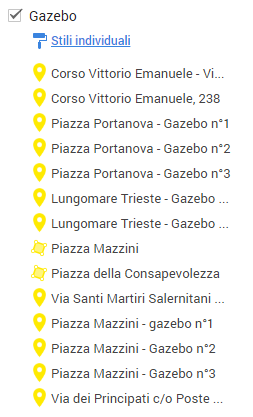 Gazebo
Stili individuali
Corso Vittorio Emanuele - Vi...
Corso Vittorio Emanuele, 238
Piazza Portanova - Gazebo n°1
Piazza Portanova - Gazebo n°2
Piazza Portanova - Gazebo n°3
Lungomare Trieste - Gazebo ...
Lungomare Trieste - Gazebo ...
Piazza Mazzini
Piazza della Consapevolezza
Via Santi Martiri Salernitani ...
Piazza Mazzini - gazebo n°1
Piazza Mazzini - Gazebo n°2
Piazza Mazzini - Gazebo n°3
Via dei Principati c/o Poste ...